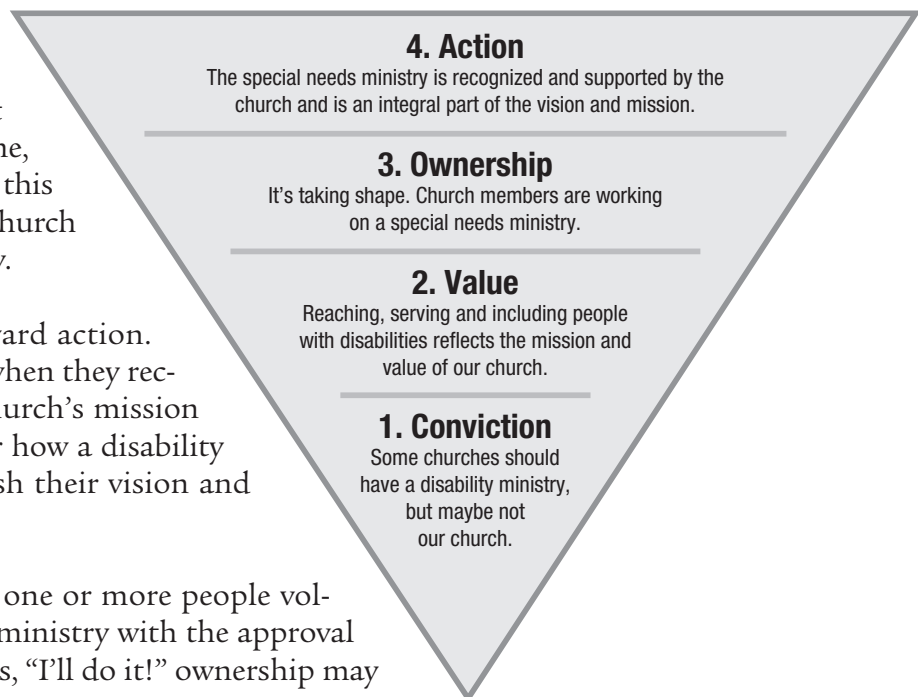 4. Action
The special needs ministry is recognized and supported by the
church and is an integral part of the vision and mission.
3. Ownership
It’s taking shape. Church members are working
on a special needs ministry.
2. Value
Reaching, serving and including people
with disabilities reflects the mission and
value of our church.
1. Conviction
Some churches should
have a disability ministry,
but maybe not
our church.
this
hurch
ard action.
when they rec-
hurch’s mission
how a disability
sh their vision and
one or more people vol-
ministry with the approval
s, “I’ll do it!” ownership may